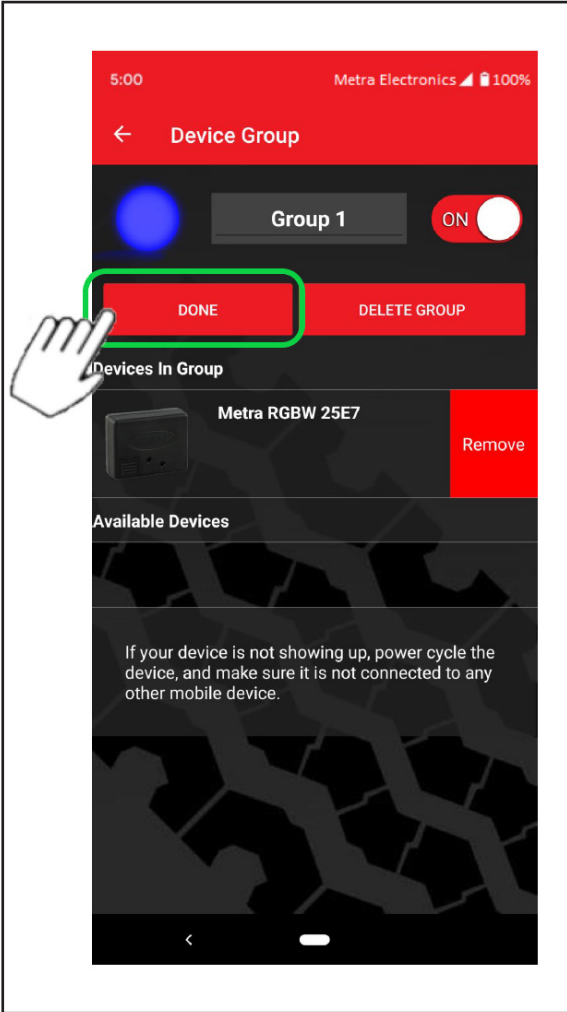 5:00 Metra Electronics 100%
Device Group
Group 1 ON
DONE DELETE GROUP
Devices In Group
Metra RGBW 25E7
Remove
Available Devices
If your device is not showing up, power cycle the
device, and make sure it is not connected to any
other mobile device.